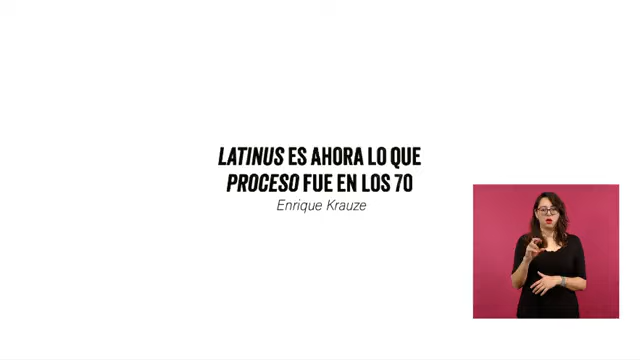 LATINUS ES AHORA LO QUE
PROCESO FUE EN LOS 70
Enrique Krauze